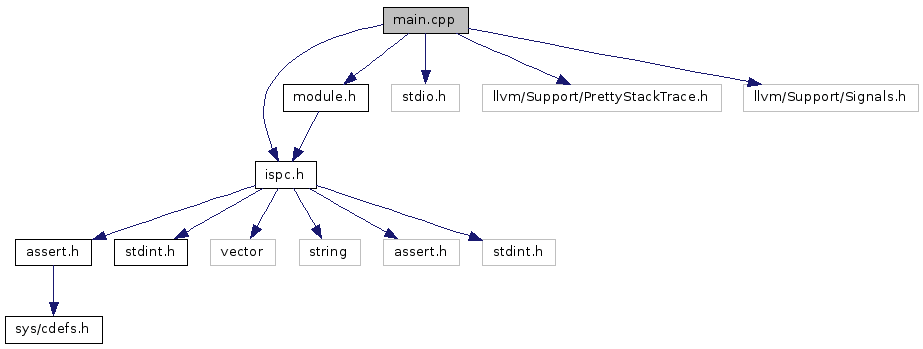 main.cpp
module.h
stdio.h
llvm/Support/PrettyStackTrace.h
llvm/Support/Signals.h
ispc.h
assert.h
stdint.h
vector
string
assert.h
stdint.h
sys/cdefs.h